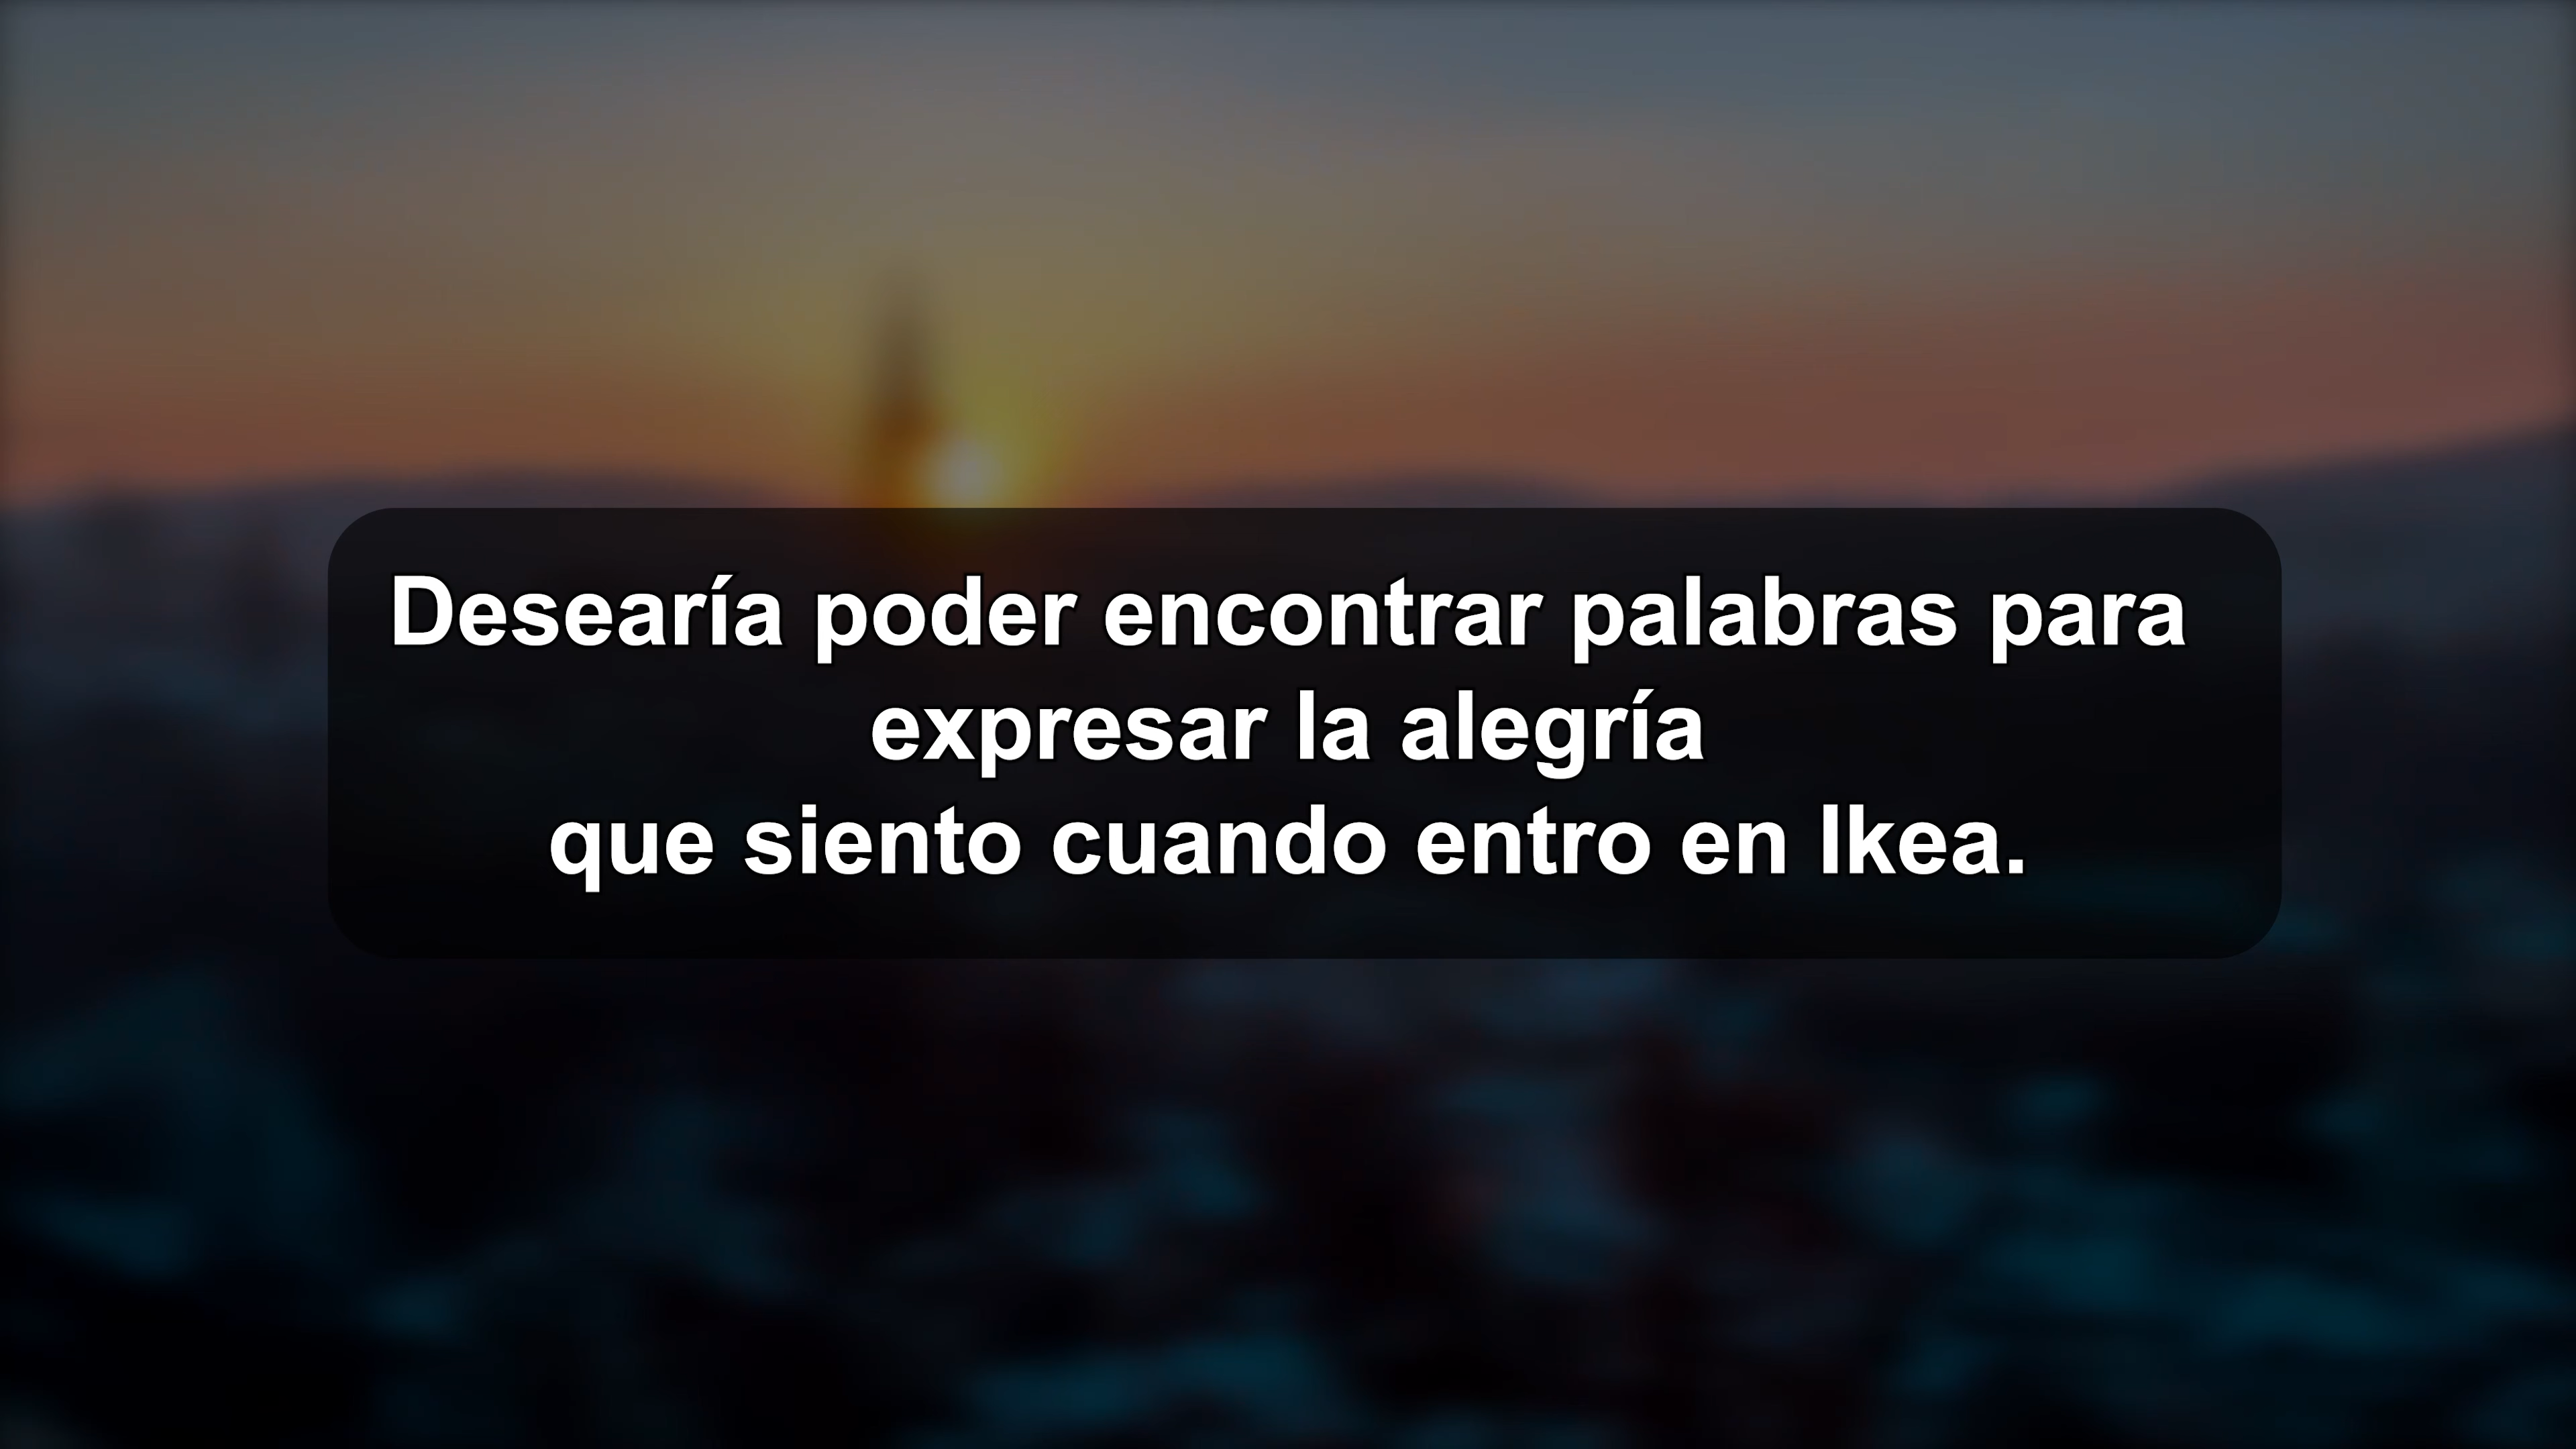 Desearía poder encontrar palabras para
expresar la alegría
que siento cuando entro en Ikea.